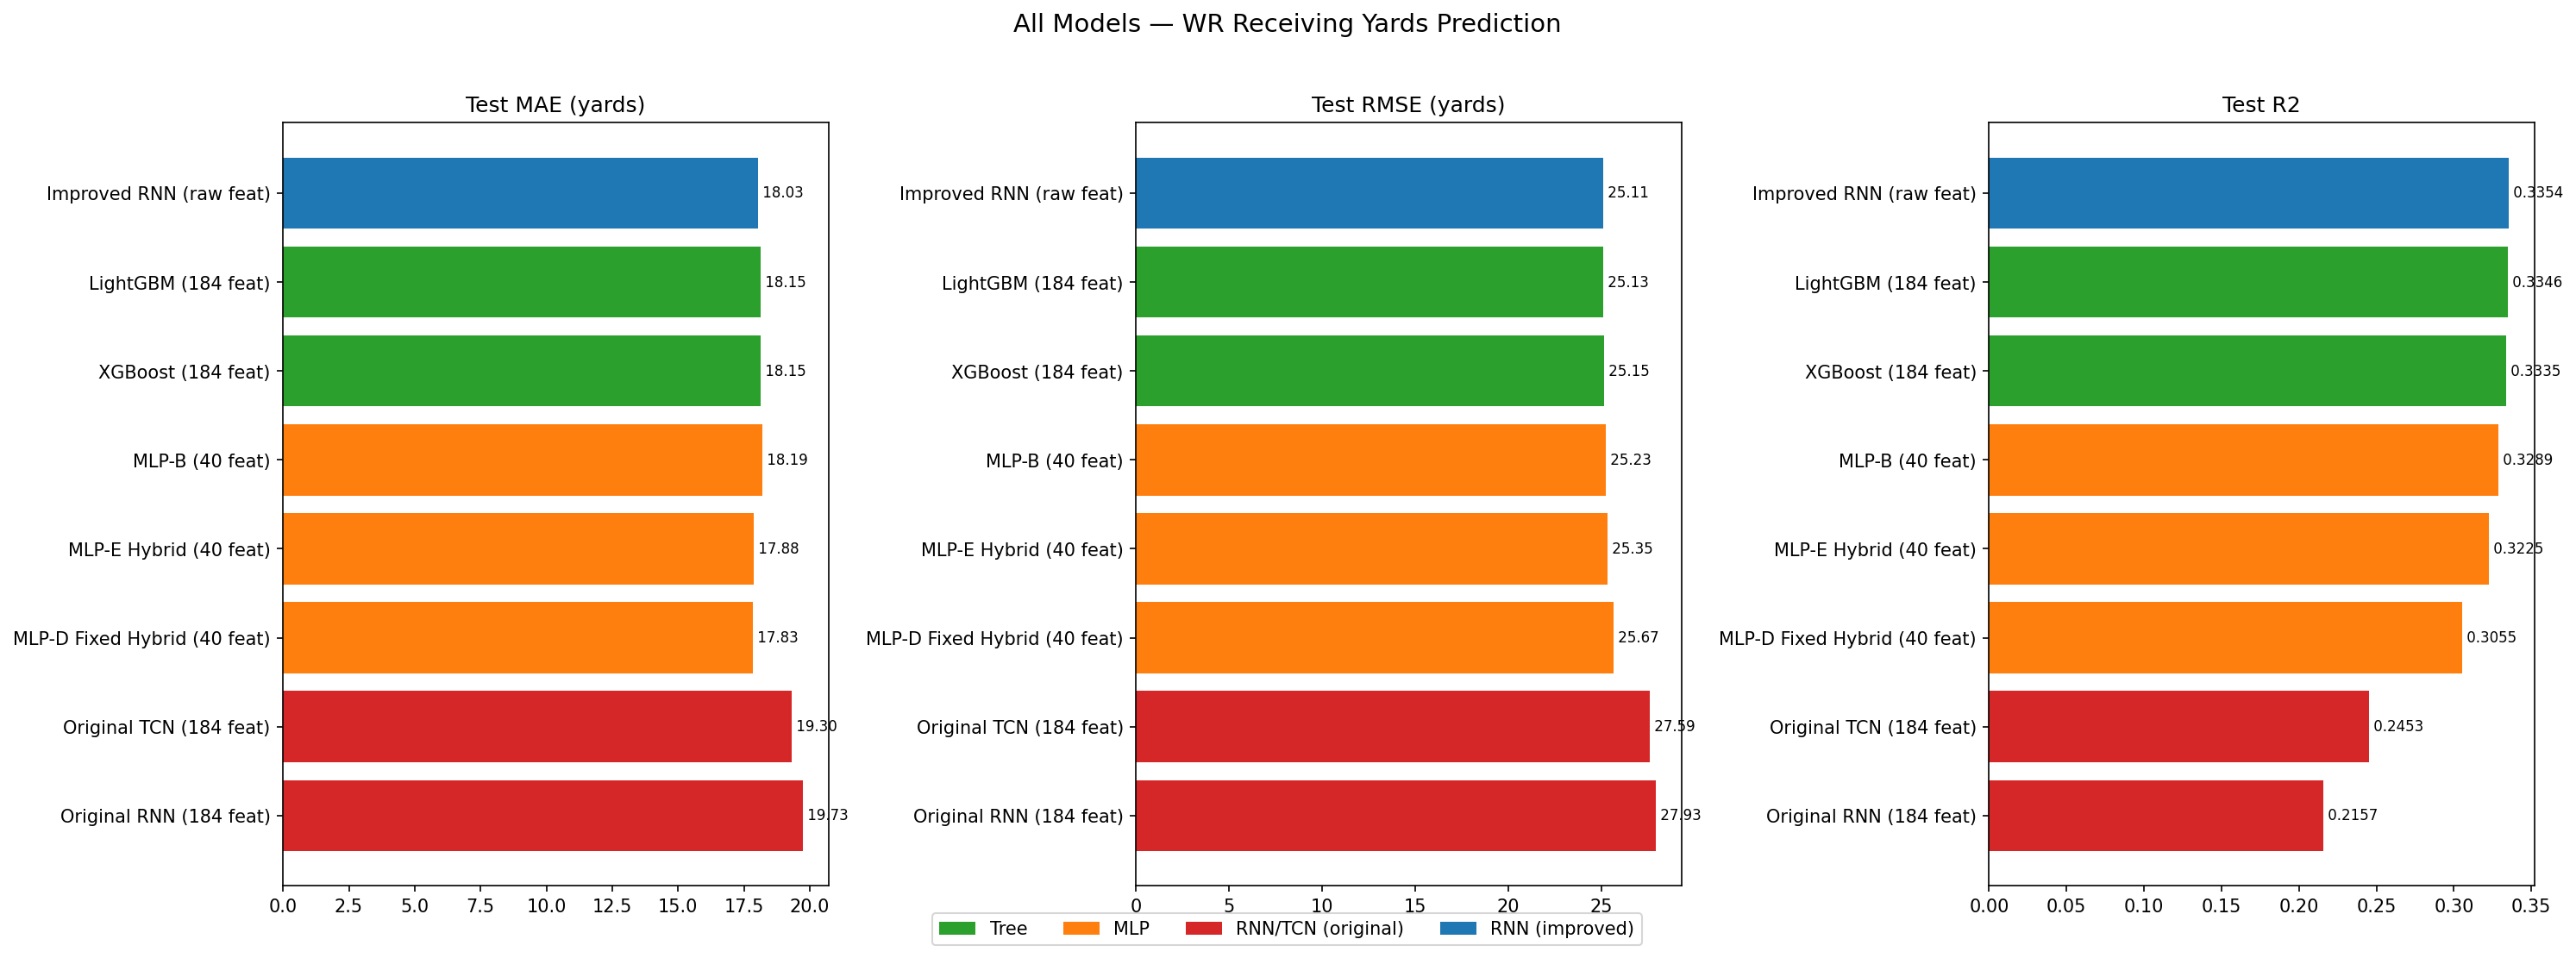 All Models — WR Receiving Yards Prediction
Test MAE (yards)
Improved RNN (raw feat)
18.03
LightGBM (184 feat)
18.15
XGBoost (184 feat)
18.15
MLP-B (40 feat)
18.19
MLP-E Hybrid (40 feat)
17.88
MLP-D Fixed Hybrid (40 feat)
17.83
Original TCN (184 feat)
19.30
Original RNN (184 feat)
19.73
0.0 2.5 5.0 7.5 10.0 12.5 15.0 17.5 20.0
Test RMSE (yards)
Improved RNN (raw feat)
25.11
LightGBM (184 feat)
25.13
XGBoost (184 feat)
25.15
MLP-B (40 feat)
25.23
MLP-E Hybrid (40 feat)
25.35
MLP-D Fixed Hybrid (40 feat)
25.67
Original TCN (184 feat)
27.59
Original RNN (184 feat)
27.93
0 5 10 15 20 25
Test R2
Improved RNN (raw feat)
0.3354
LightGBM (184 feat)
0.3346
XGBoost (184 feat)
0.3335
MLP-B (40 feat)
0.3289
MLP-E Hybrid (40 feat)
0.3225
MLP-D Fixed Hybrid (40 feat)
0.3055
Original TCN (184 feat)
0.2453
Original RNN (184 feat)
0.2157
0.00 0.05 0.10 0.15 0.20 0.25 0.30 0.35
Tree MLP RNN/TCN (original) RNN (improved)